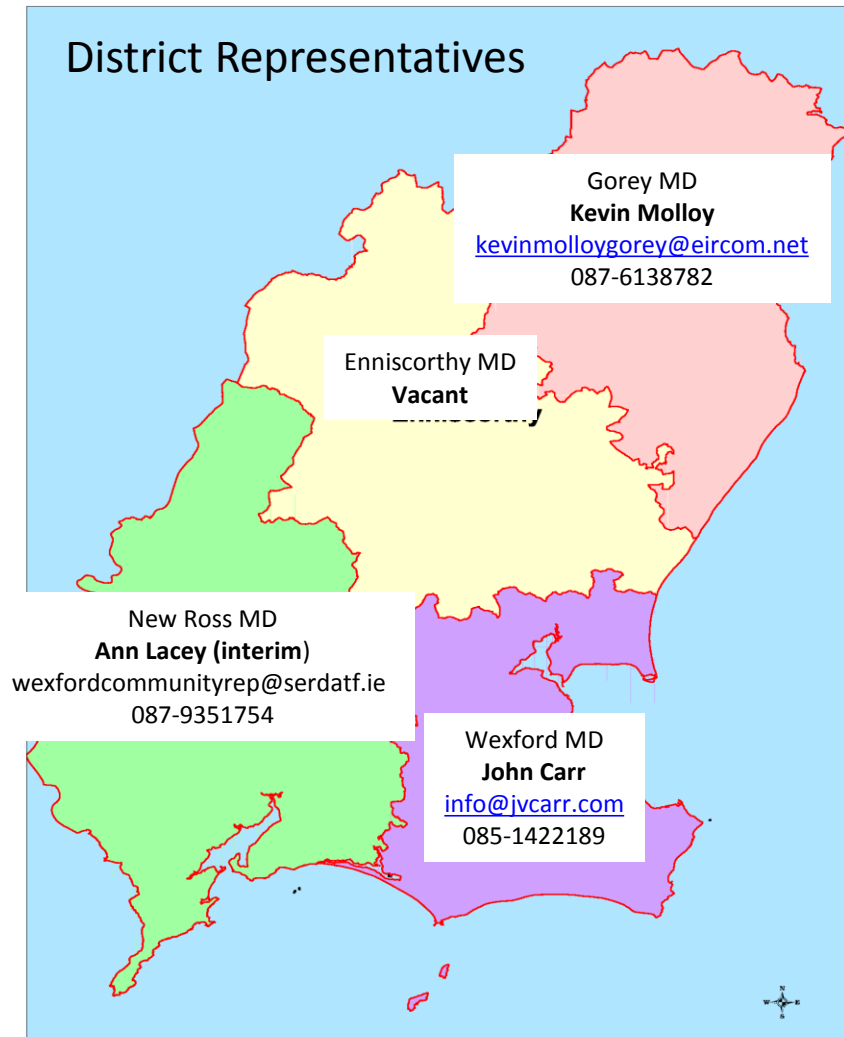 District Representatives
Gorey MD
Kevin Molloy
kevinmolloygorey@eircom.net
087-6138782
Enniscorthy MD
Vacant
Enniscorthy
New Ross MD
Ann Lacey (interim)
wexfordcommunityrep@serdatf.ie
087-9351754
Wexford MD
John Carr
info@jvcarr.com
085-1422189
N
W E
S